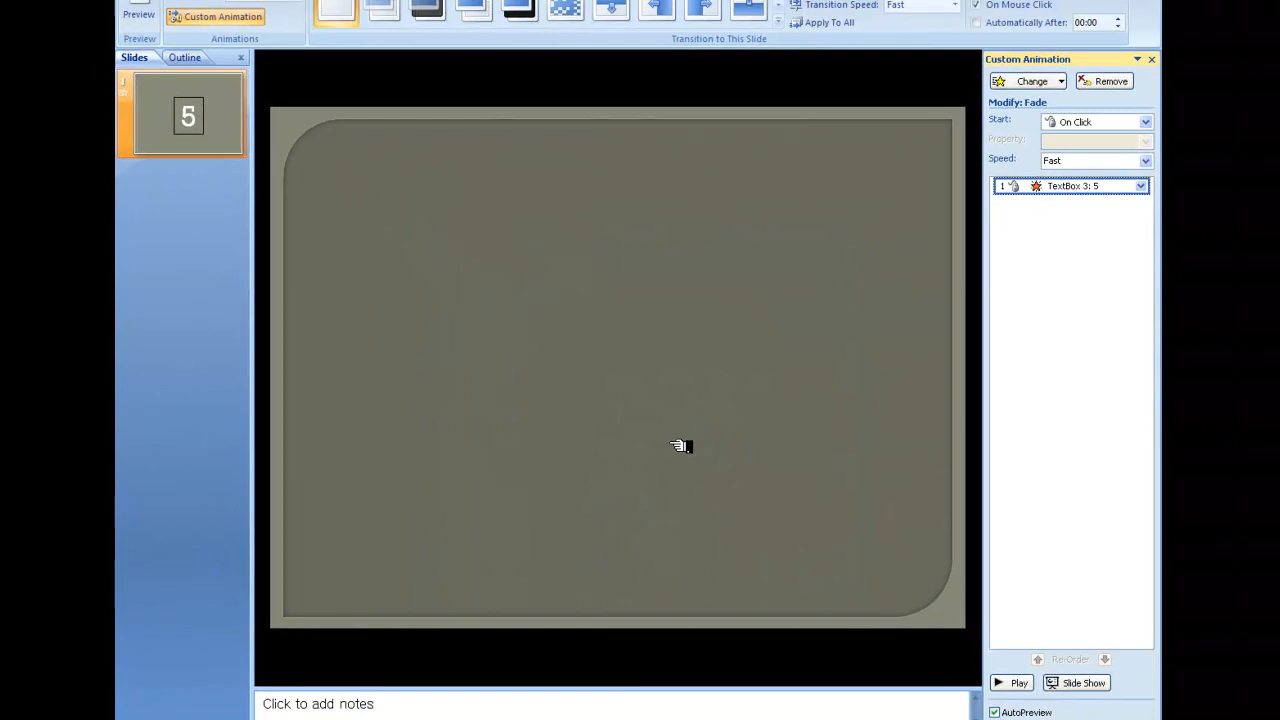 Preview
Custom Animation
Transition Speed: Fast
On Mouse Click
Apply To All
Automatically After: 00:00
Preview
Animations
Transition to This Slide
Slides
Outline
x
Custom Animation
1
5
Change
Remove
Modify: Fade
Start:
On Click
Property:
Speed:
Fast
1
TextBox 3: 5
Re-Order
Play
Slide Show
Click to add notes
AutoPreview